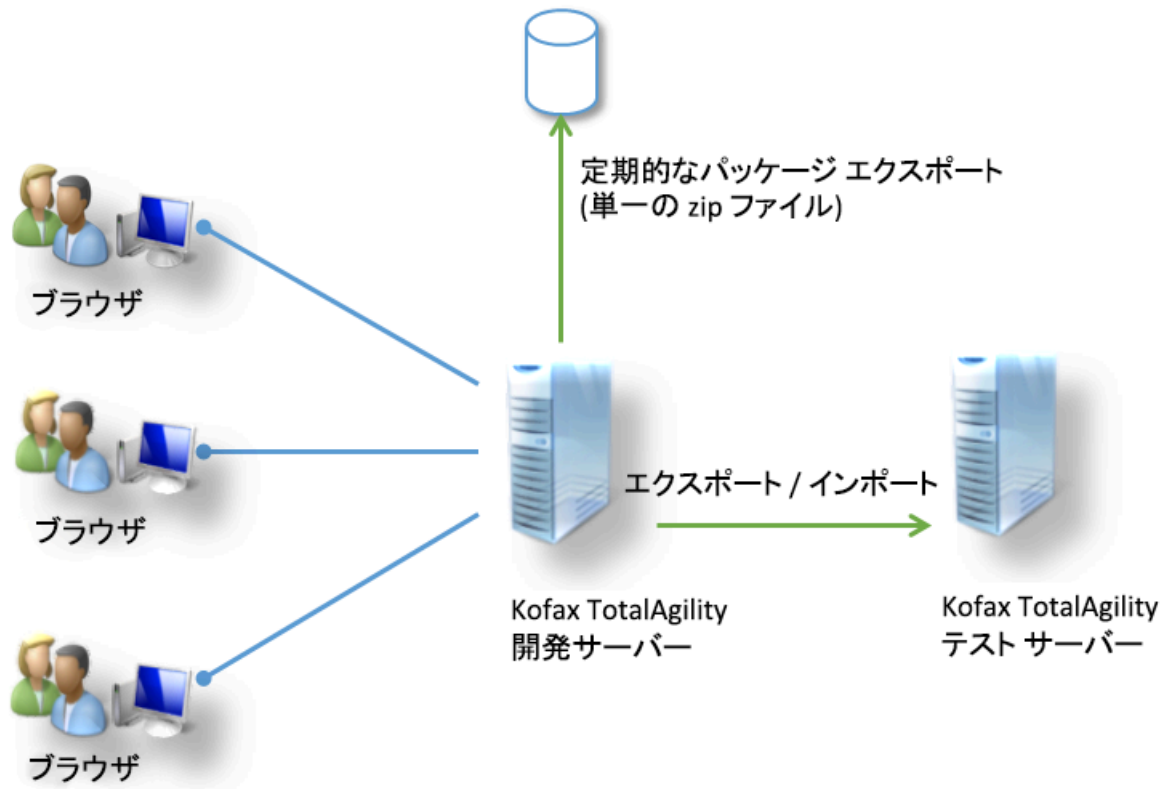 定期的なパッケージ エクスポート
(単一の zip ファイル)
ブラウザ
ブラウザ
ブラウザ
エクスポート / インポート
Kofax TotalAgility
開発サーバー
Kofax TotalAgility
テスト サーバー